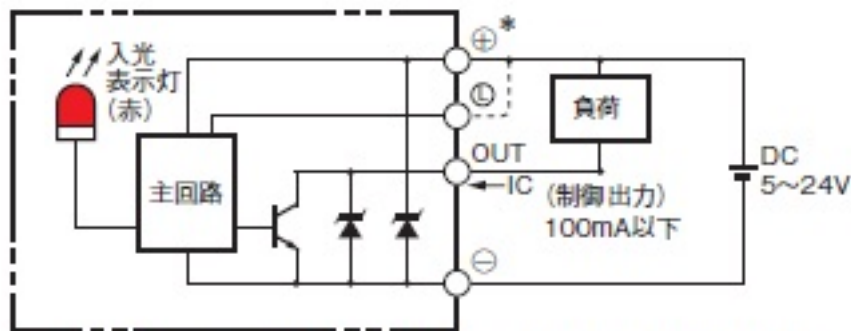 入光
表示灯
(赤)
主回路
⊕*
Ⓛ
OUT
←IC
⊖
負荷
(制御出力)
100mA以下
DC
5〜24V